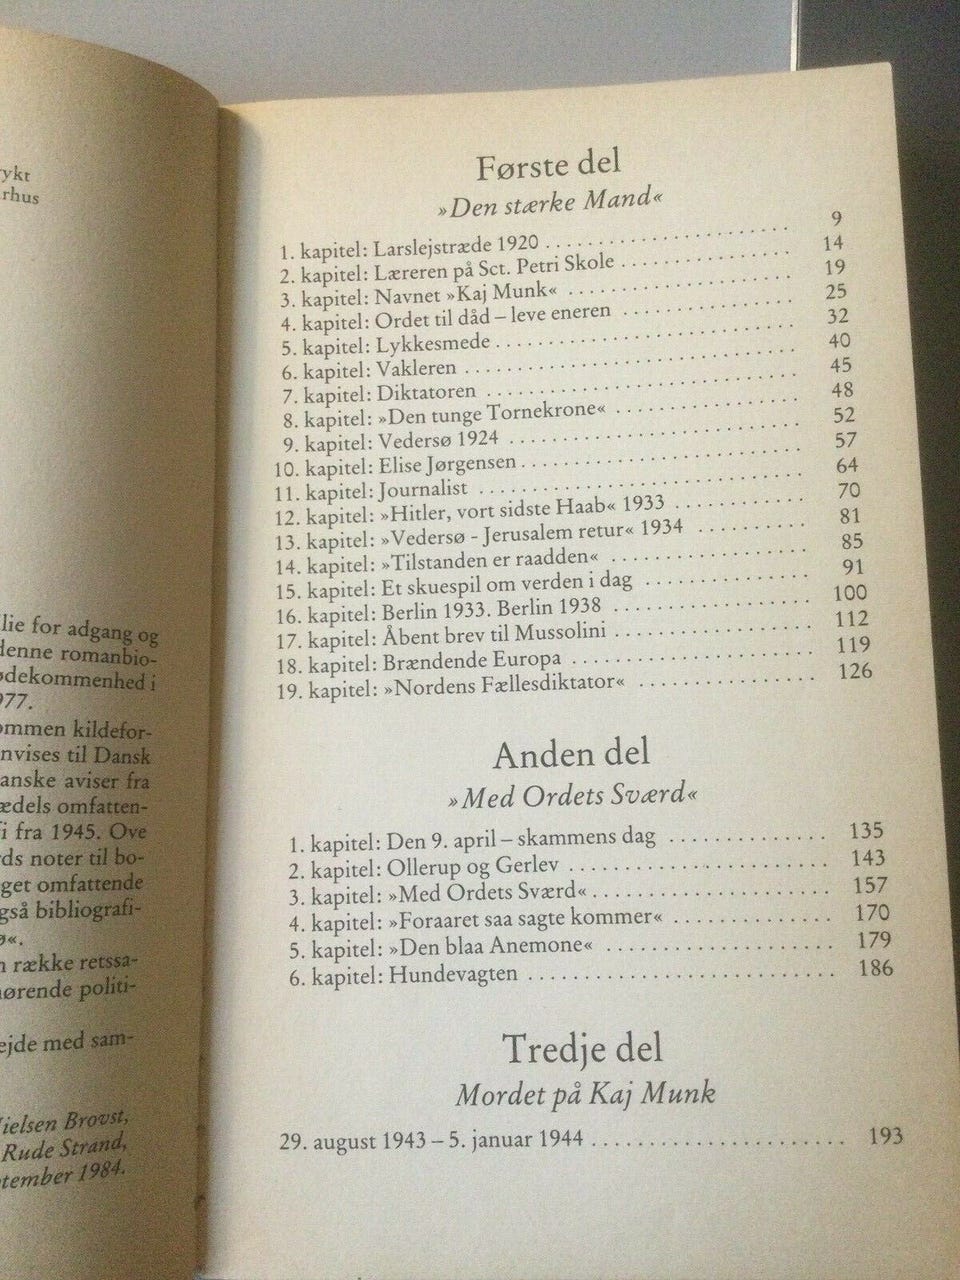 ykt
rhus
lie for adgang og
denne romanbio-
ødekommenhed i
977.
ommen kildefor-
nvises til Dansk
anske aviser fra
ædels omfatten-
i fra 1945. Ove
rds noter til bo-
get omfattende
gså bibliografi-
ø«.
n række retssa-
hørende politi-
ejde med sam-
Nielsen Brovst,
Rude Strand,
tember 1984.
Første del
»Den stærke Mand«
1. kapitel: Larslejstræde 1920 . . . . . . . . . . . . . . . . . . . . 9
2. kapitel: Læreren på Sct. Petri Skole . . . . . . . . . . . . . . 14
3. kapitel: Navnet »Kaj Munk« . . . . . . . . . . . . . . . . . . 19
4. kapitel: Ordet til dåd – leve eneren . . . . . . . . . . . . . . 25
5. kapitel: Lykkesmede . . . . . . . . . . . . . . . . . . . . . . . . 32
6. kapitel: Vakleren . . . . . . . . . . . . . . . . . . . . . . . . . . 40
7. kapitel: Diktatoren . . . . . . . . . . . . . . . . . . . . . . . . 45
8. kapitel: »Den tunge Tornekrone« . . . . . . . . . . . . . . . 48
9. kapitel: Vedersø 1924 . . . . . . . . . . . . . . . . . . . . . . . 52
10. kapitel: Elise Jørgensen . . . . . . . . . . . . . . . . . . . . . . 57
11. kapitel: Journalist . . . . . . . . . . . . . . . . . . . . . . . . . 64
12. kapitel: »Hitler, vort sidste Haab« 1933 . . . . . . . . . . . 70
13. kapitel: »Vedersø - Jerusalem retur« 1934 . . . . . . . . . 81
14. kapitel: »Tilstanden er raadden« . . . . . . . . . . . . . . . 85
15. kapitel: Et skuespil om verden i dag . . . . . . . . . . . . . 91
16. kapitel: Berlin 1933. Berlin 1938 . . . . . . . . . . . . . . . 100
17. kapitel: Åbent brev til Mussolini . . . . . . . . . . . . . . . 112
18. kapitel: Brændende Europa . . . . . . . . . . . . . . . . . . . 119
19. kapitel: »Nordens Fællesdiktator« . . . . . . . . . . . . . . 126
Anden del
»Med Ordets Sværd«
1. kapitel: Den 9. april – skammens dag . . . . . . . . . . . . 135
2. kapitel: Ollerup og Gerlev . . . . . . . . . . . . . . . . . . . . 143
3. kapitel: »Med Ordets Sværd« . . . . . . . . . . . . . . . . . . 157
4. kapitel: »Foraaret saa sagte kommer« . . . . . . . . . . . . 170
5. kapitel: »Den blaa Anemone« . . . . . . . . . . . . . . . . . 179
6. kapitel: Hundevagten . . . . . . . . . . . . . . . . . . . . . . . 186
Tredje del
Mordet på Kaj Munk
29. august 1943 – 5. januar 1944 . . . . . . . . . . . . . . . . . . . 193